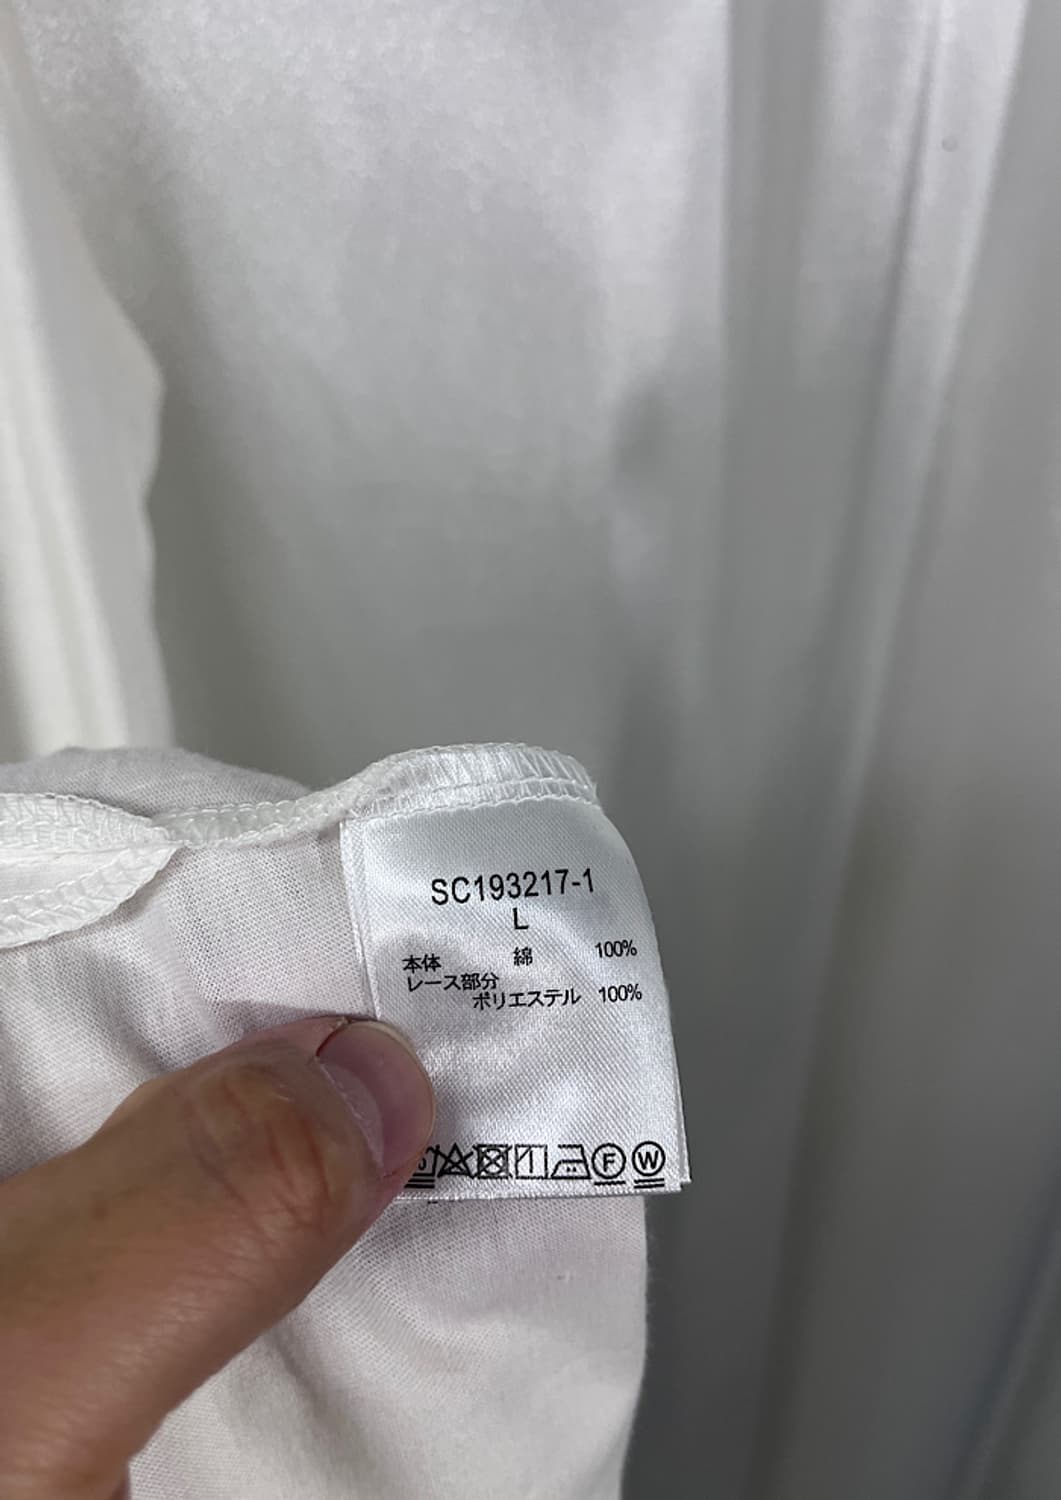 SC193217-1
L
本体 綿 100%
レース部分
ポリエステル 100%
F W